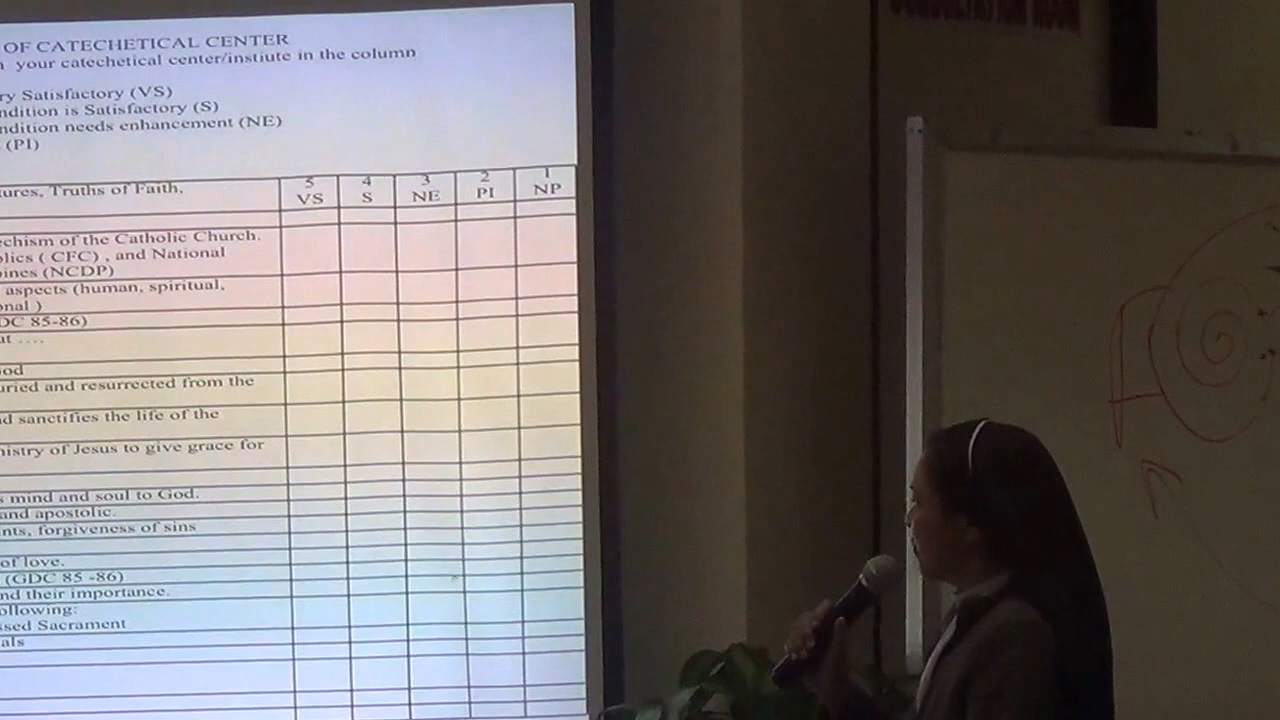 OF CATECHETICAL CENTER
your catechetical center/instiute in the column
ry Satisfactory (VS)
ndition is Satisfactory (S)
ndition needs enhancement (NE)
(PI)
tures, Truths of Faith. 5 4 3 2 1
VS S NE PI NP
echism of the Catholic Church.
olics ( CFC) , and National
pines (NCDP)
aspects (human, spiritual,
onal )
DC 85-86)
at ....
od
uried and resurrected from the
nd sanctifies the life of the
nistry of Jesus to give grace for
s mind and soul to God.
and apostolic.
nts, forgiveness of sins
of love.
(GDC 85 -86)
nd their importance.
ollowing:
ssed Sacrament
als
CONSULTATION ROOM